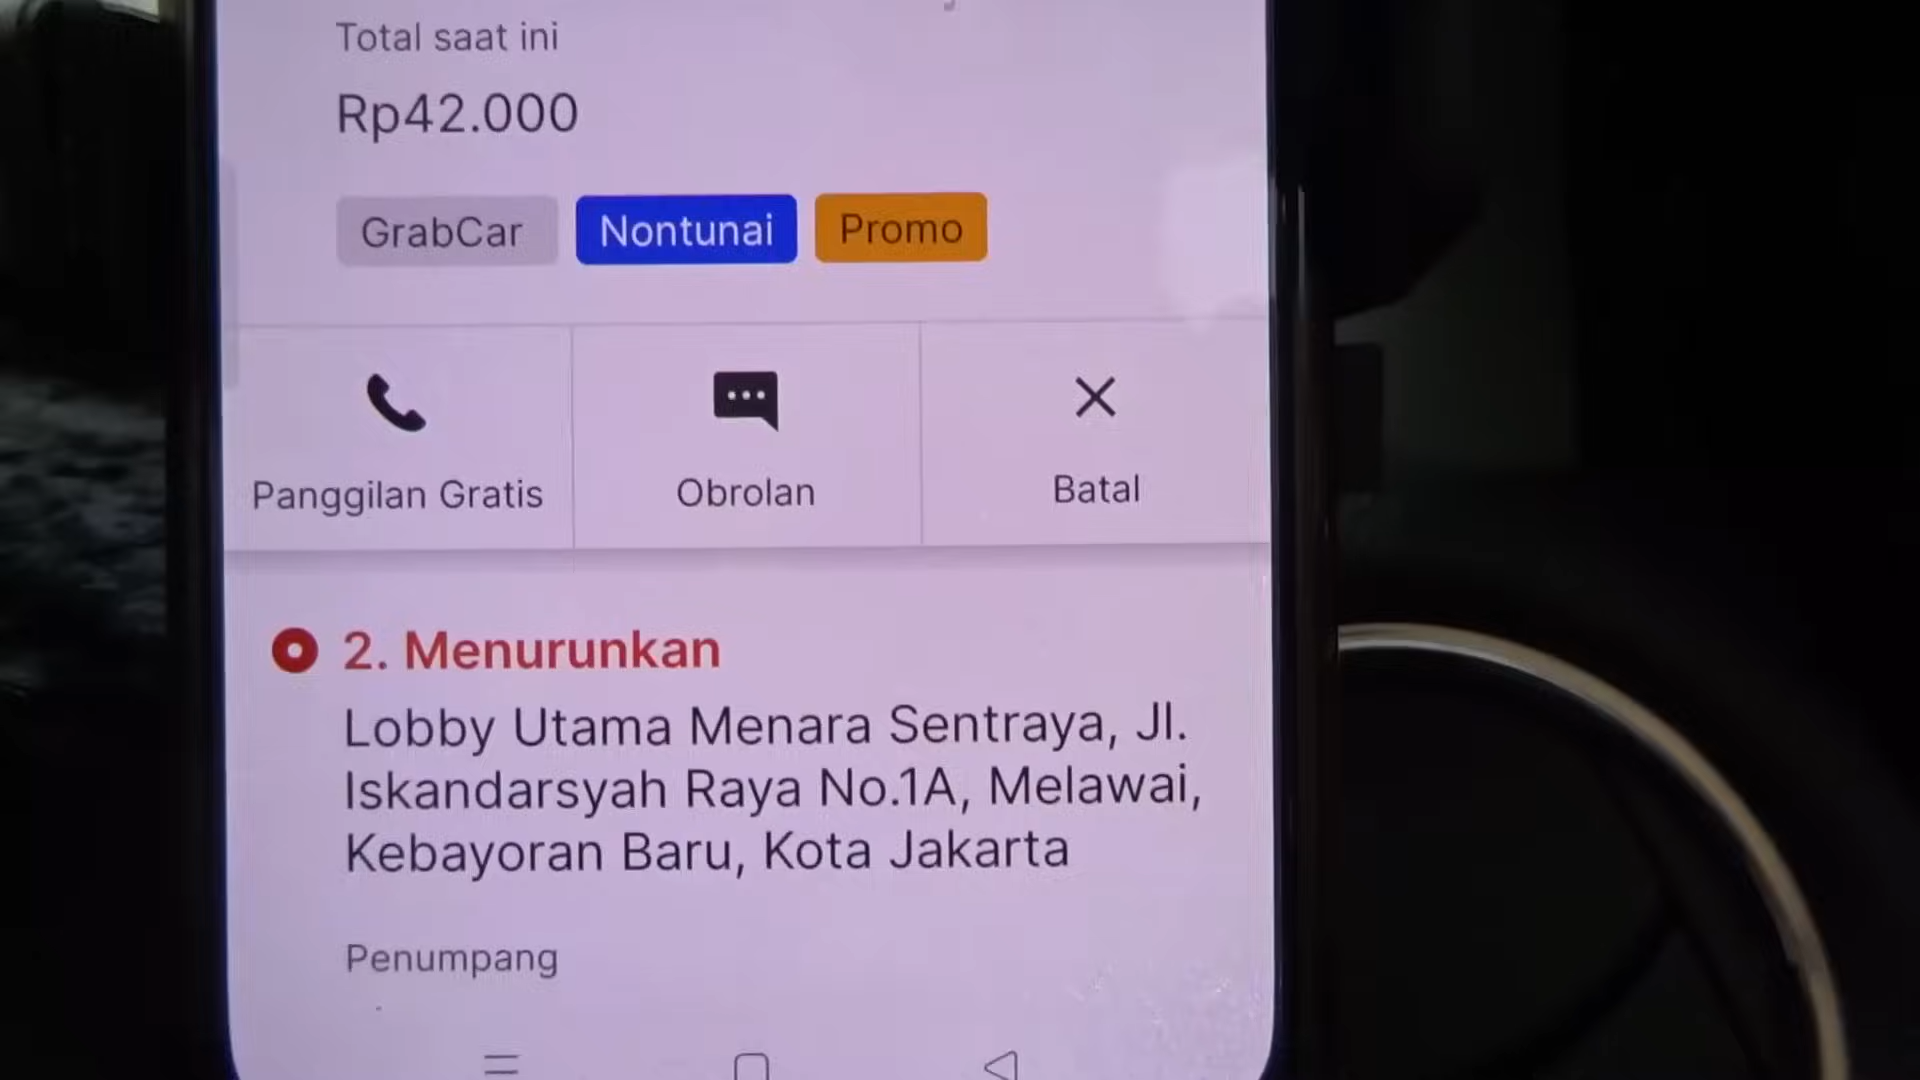 Total saat ini
Rp42.000
GrabCar Nontunai Promo
Panggilan Gratis Obrolan Batal
2. Menurunkan
Lobby Utama Menara Sentraya, Jl.
Iskandarsyah Raya No.1A, Melawai,
Kebayoran Baru, Kota Jakarta
Penumpang